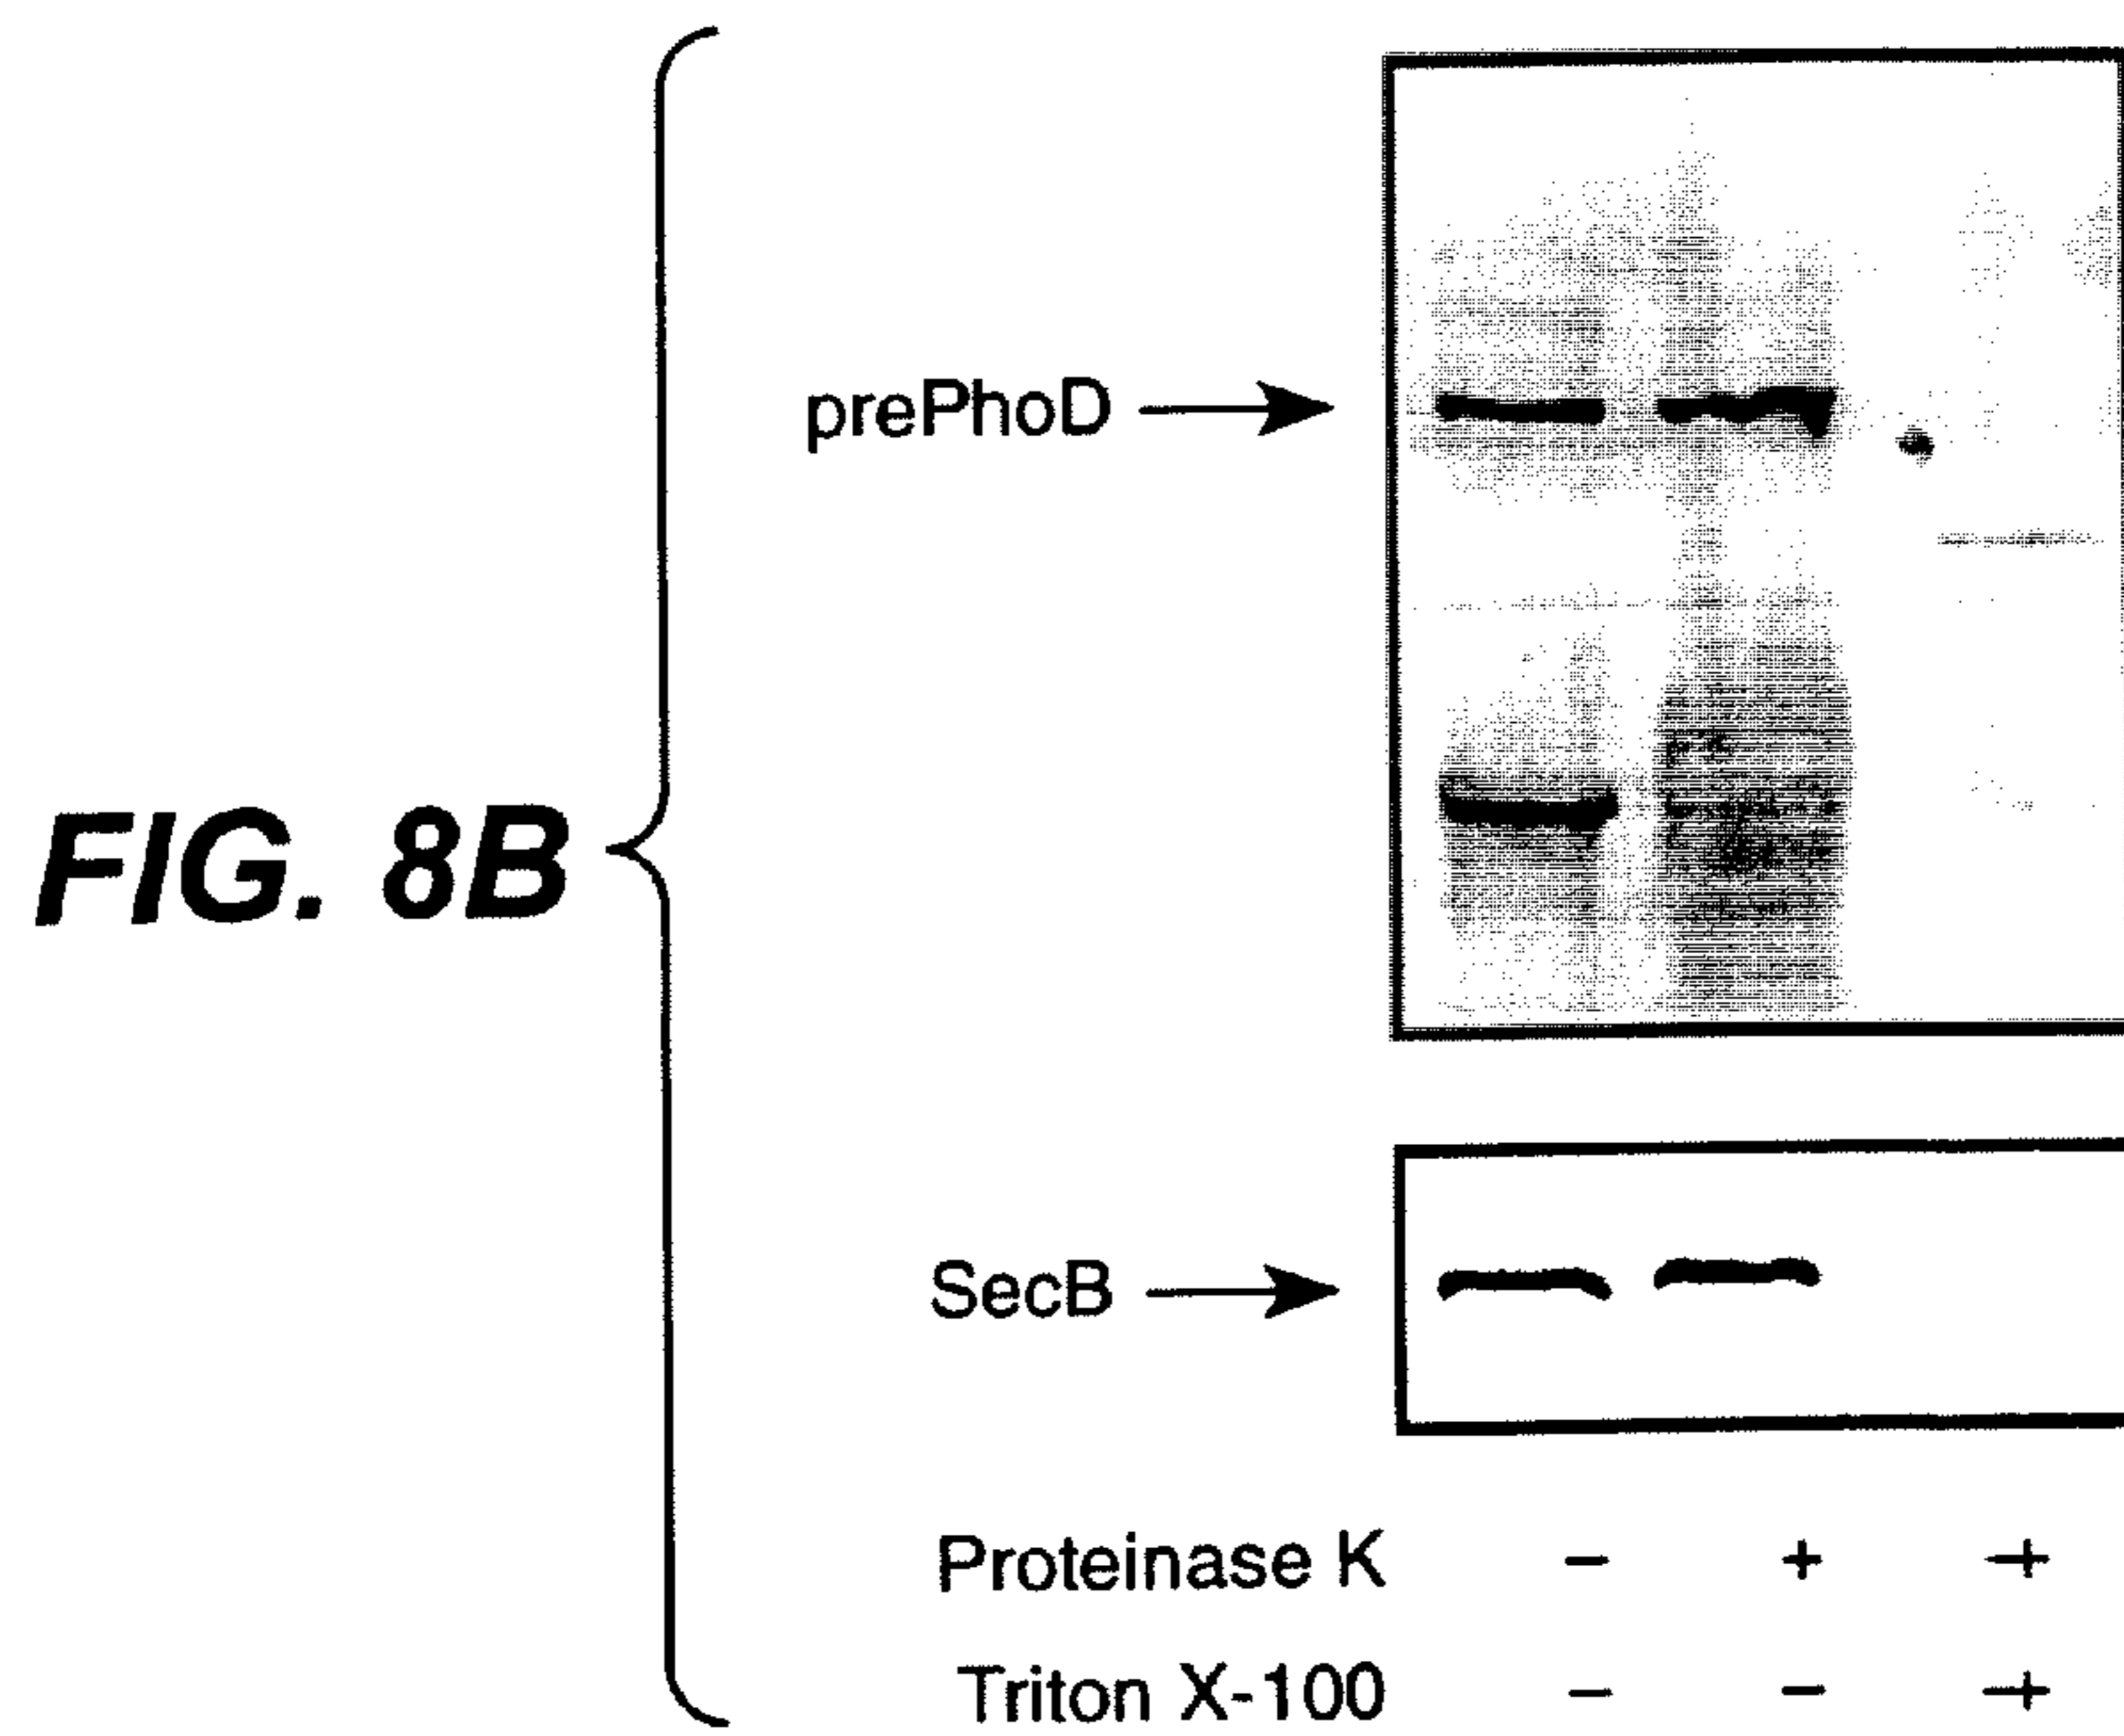 prePhoD
FIG. 8B
SecB
Proteinase K - + +
Triton X-100 - - +